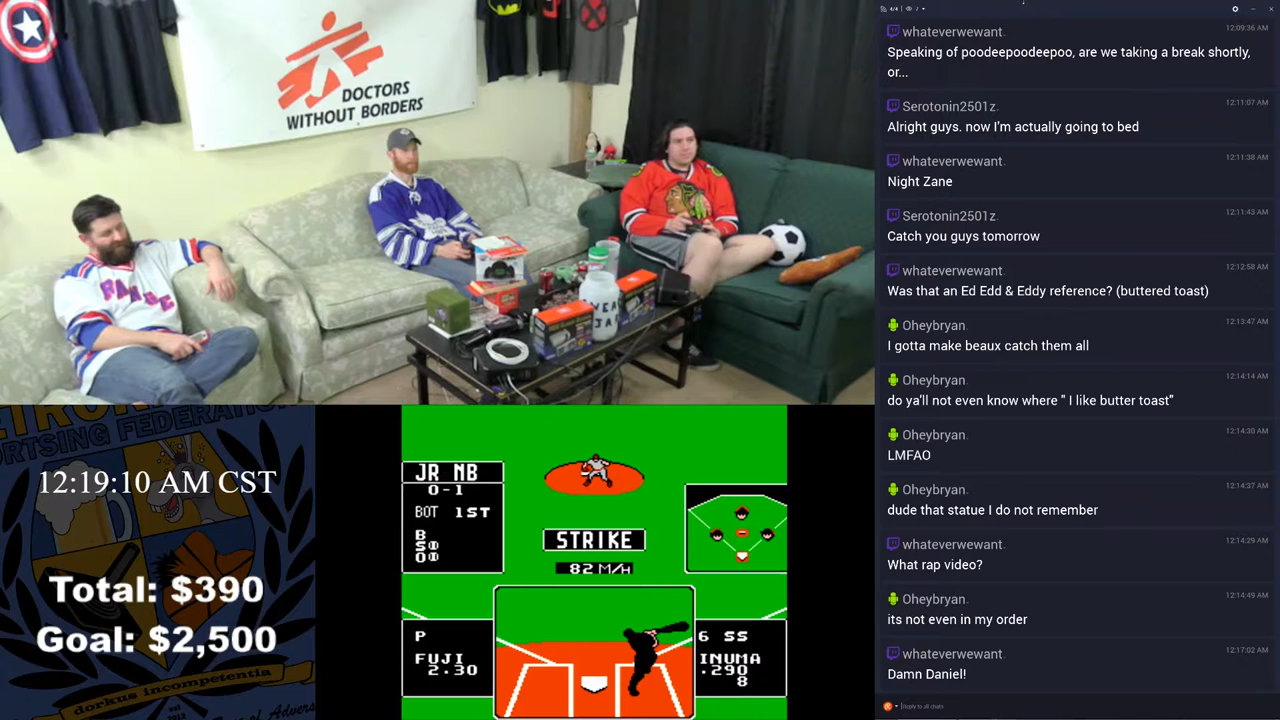 DOCTORS
WITHOUT BORDERS
YEAH
JA
12:19:10 AM CST
Total: $390
Goal: $2,500
dorkus incompetentia
JR NB
0-1
BOT 1ST
B
S
O
STRIKE
82 M/H
P
FUJI
2.30
6 SS
INUMA
.290
8
4/4
whateverwewant.
12:09:36 AM
Speaking of poodeepoodeepoo, are we taking a break shortly,
or...
Serotonin2501z.
12:11:07 AM
Alright guys. now I'm actually going to bed
whateverwewant.
12:11:38 AM
Night Zane
Serotonin2501z.
12:11:43 AM
Catch you guys tomorrow
whateverwewant.
12:12:58 AM
Was that an Ed Edd & Eddy reference? (buttered toast)
Oheybryan.
12:13:47 AM
I gotta make beaux catch them all
Oheybryan.
12:14:14 AM
do ya'll not even know where " I like butter toast"
Oheybryan.
12:14:30 AM
LMFAO
Oheybryan.
12:14:37 AM
dude that statue I do not remember
whateverwewant.
12:14:29 AM
What rap video?
Oheybryan.
12:14:49 AM
its not even in my order
whateverwewant.
12:17:02 AM
Damn Daniel!
Reply to all chats